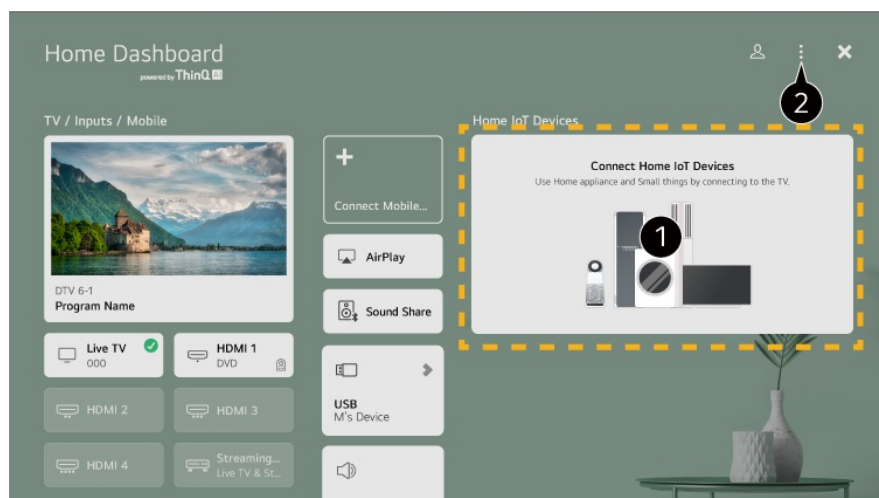 Home Dashboard
powered by ThinQ AI
2
TV / Inputs / Mobile
Home IoT Devices
Connect Mobile...
Connect Home IoT Devices
Use Home appliance and Small things by connecting to the TV.
1
AirPlay
DTV 6-1
Program Name
Sound Share
Live TV
000
HDMI 1
DVD
USB
M's Device
HDMI 2
HDMI 3
HDMI 4
Streaming...
Live TV & St...